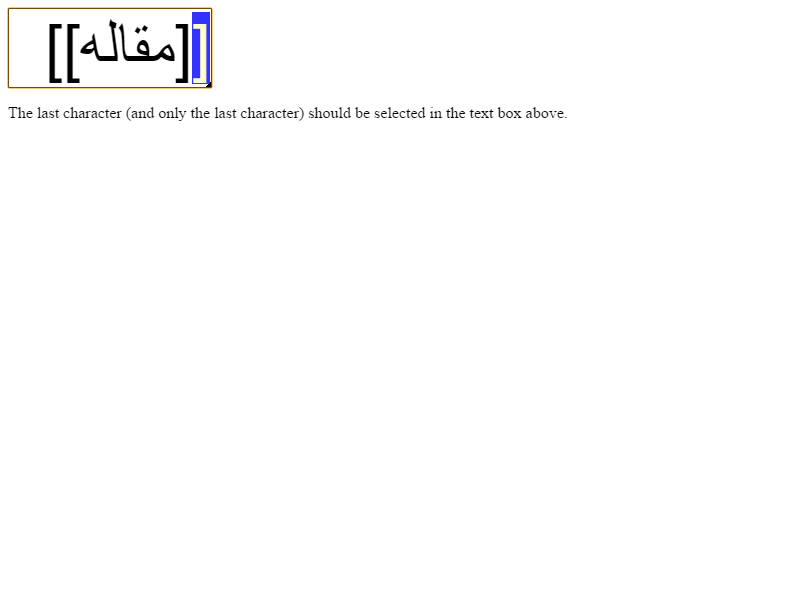 [[مقاله]]
The last character (and only the last character) should be selected in the text box above.